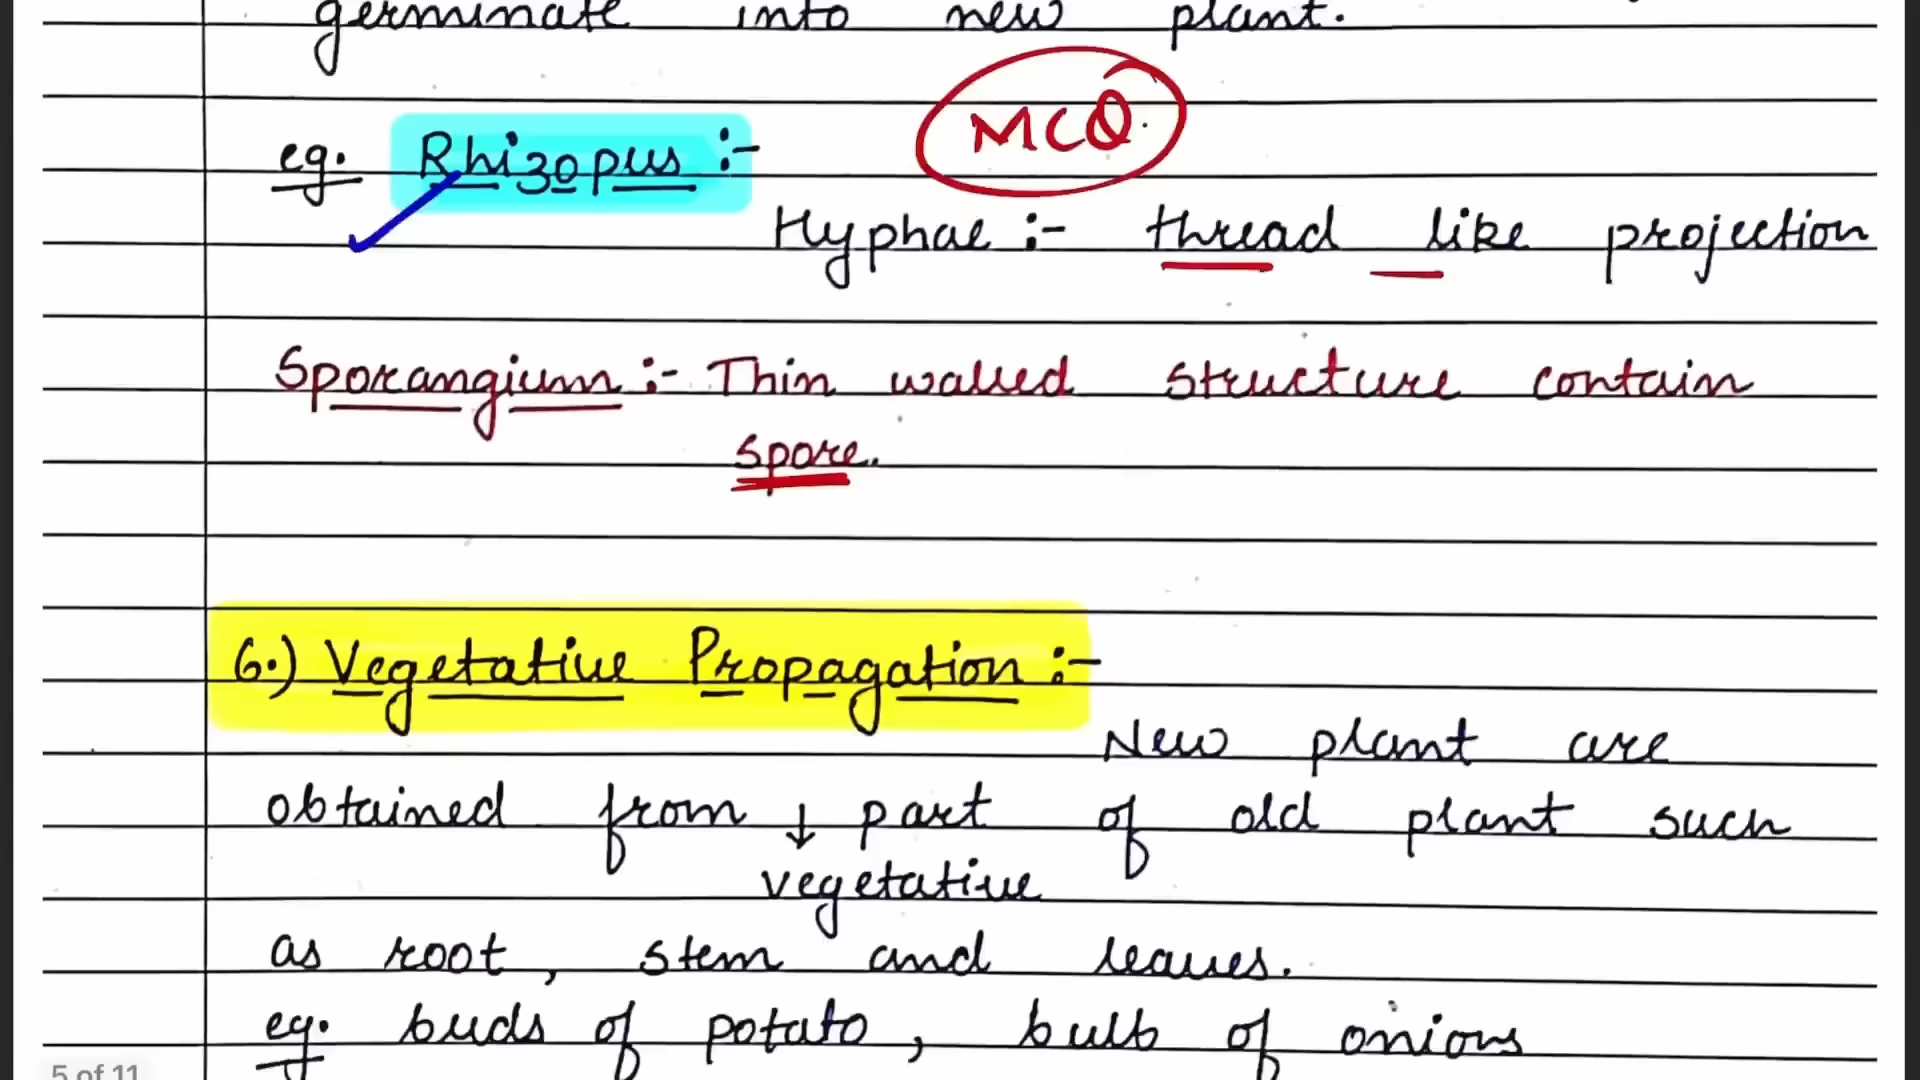 germinate into new plant.
MCQ
eg. Rhizopus :-
Hyphae :- thread like projection
Sporangium :- Thin walled structure contain
spore.
6.) Vegetative Propagation :-
New plant are
obtained from ↓ part of old plant such
vegetative
as root, stem and leaves.
eg. buds of potato, bulb of onions
5 of 11